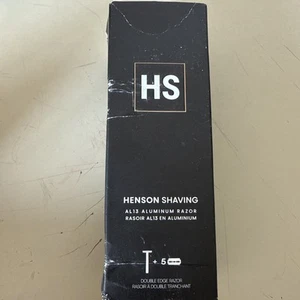 HS
HENSON SHAVING
AL13 ALUMINUM RAZOR
RASOIR AL13 EN ALUMINIUM
+ 5
DOUBLE EDGE RAZOR
RASOIR À DOUBLE TRANCHANT